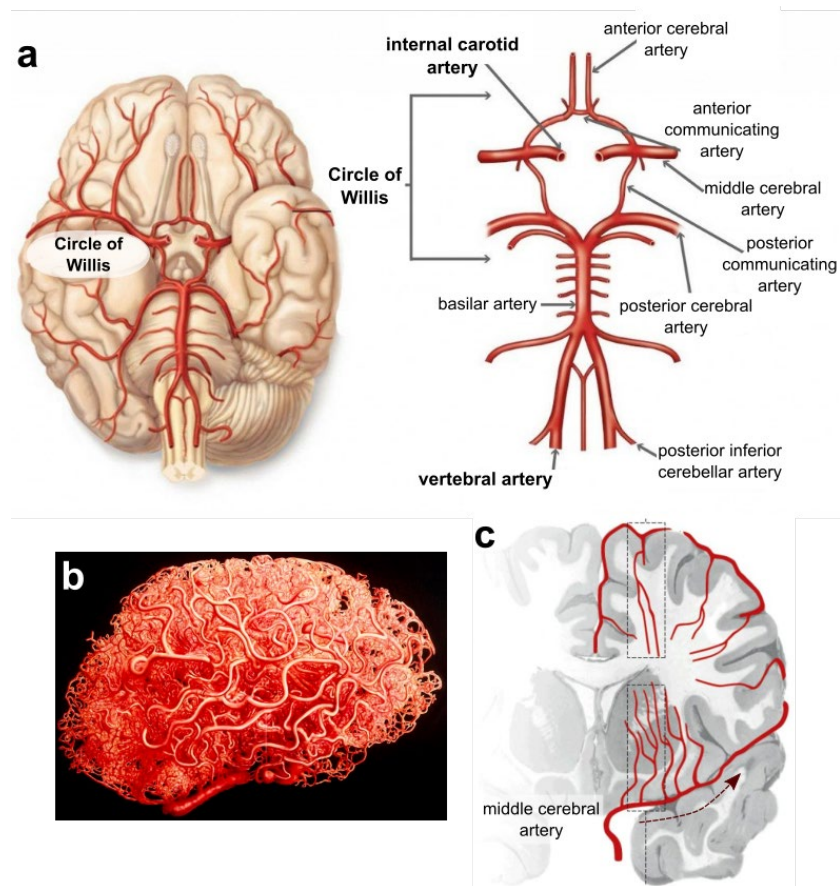 a
internal carotid
artery
anterior cerebral
artery
anterior
communicating
artery
Circle of
Willis
middle cerebral
artery
Circle of
Willis
posterior
communicating
artery
basilar artery
posterior cerebral
artery
posterior inferior
cerebellar artery
vertebral artery
b
c
middle cerebral
artery